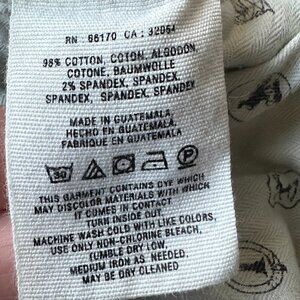 RN : 66170 CA : 32054
98% COTTON, COTON, ALGODON,
COTONE, BAUMWOLLE
2% SPANDEX, SPANDEX,
SPANDEX, SPANDEX, SPANDEX
MADE IN GUATEMALA
HECHO EN GUATEMALA
FABRIQUE EN GUATEMALA
30 P
THIS GARMENT CONTAINS DYE WHICH
MAY DISCOLOR MATERIALS WITH WHICH
IT COMES IN CONTACT
TURN INSIDE OUT.
MACHINE WASH COLD WITH LIKE COLORS,
USE ONLY NON-CHLORINE BLEACH,
TUMBLE DRY LOW.
MEDIUM IRON AS NEEDED.
MAY BE DRY CLEANED